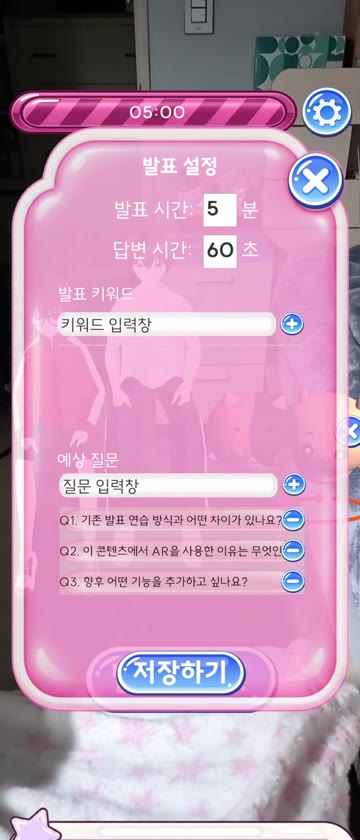 05:00
발표 설정
발표 시간: 5 분
답변 시간: 60 초
발표 키워드
키워드 입력창
예상 질문
질문 입력창
Q1. 기존 발표 연습 방식과 어떤 차이가 있나요?
Q2. 이 콘텐츠에서 AR을 사용한 이유는 무엇인
Q3. 향후 어떤 기능을 추가하고 싶나요?
저장하기